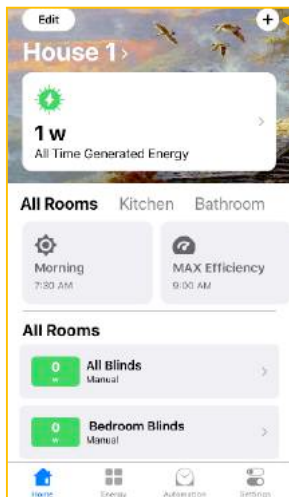 Edit
+
House 1 >
1 w
All Time Generated Energy
All Rooms Kitchen Bathroom
Morning MAX Efficiency
7:30 AM 9:00 AM
All Rooms
0 All Blinds
w Manual
0 Bedroom Blinds
w Manual
Home Energy Automation Settings